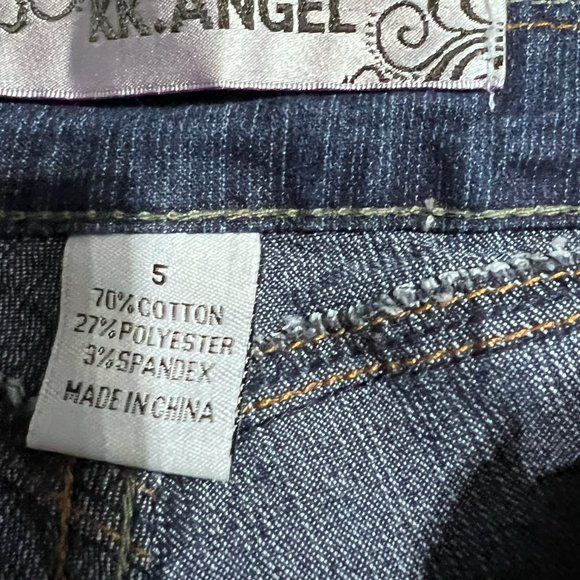 KK.ANGEL
5
70% COTTON
27% POLYESTER
3% SPANDEX
MADE IN CHINA